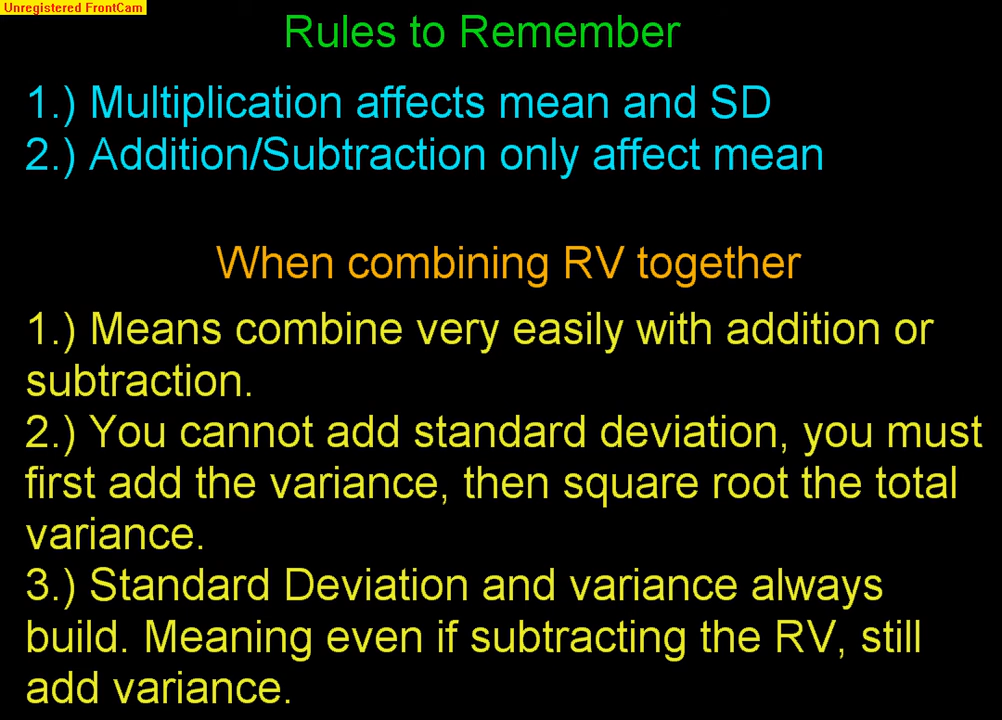 Unregistered FrontCam
Rules to Remember
1.) Multiplication affects mean and SD
2.) Addition/Subtraction only affect mean
When combining RV together
1.) Means combine very easily with addition or
subtraction.
2.) You cannot add standard deviation, you must
first add the variance, then square root the total
variance.
3.) Standard Deviation and variance always
build. Meaning even if subtracting the RV, still
add variance.